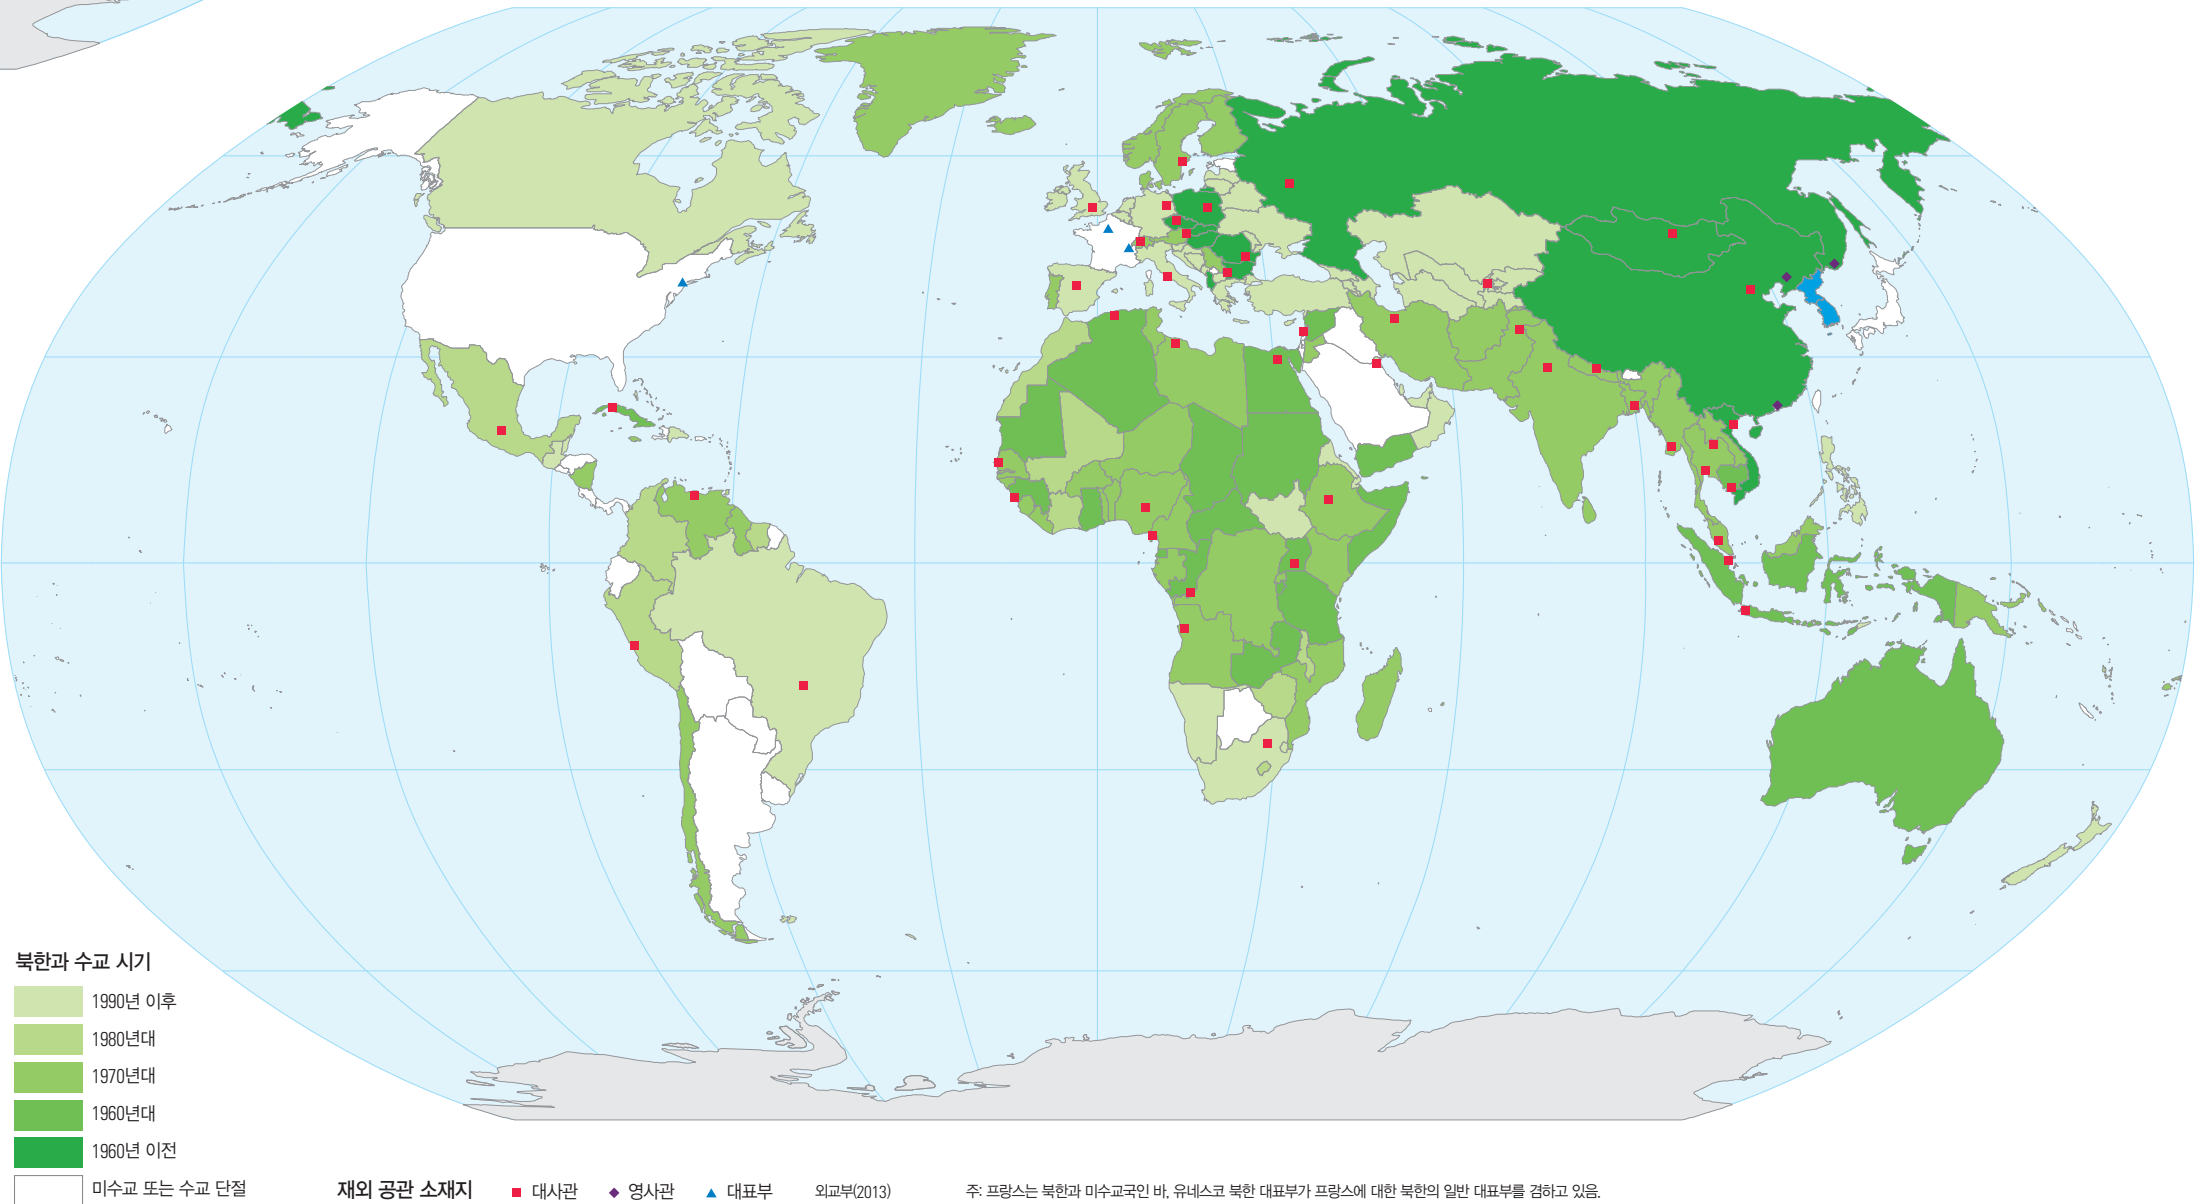 북한과 수교 시기
1990년 이후
1980년대
1970년대
1960년대
1960년 이전
미수교 또는 수교 단절
재외 공관 소재지 대사관 영사관 대표부 외교부(2013) 주: 프랑스는 북한과 미수교국인 바, 유네스코 북한 대표부가 프랑스에 대한 북한의 일반 대표부를 겸하고 있음.